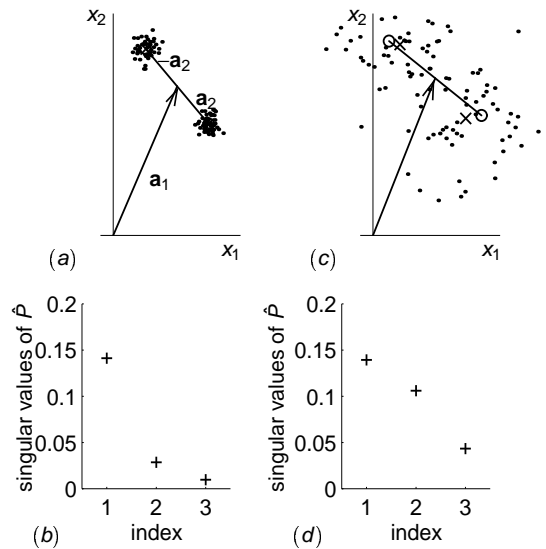 x₂
−a₂
a₂
a₁
x₁
(a)
x₂
x₁
(c)
singular values of P̂
0.2
0.15
0.1
0.05
0
1 2 3
index
(b)
singular values of P̂
0.2
0.15
0.1
0.05
0
1 2 3
index
(d)